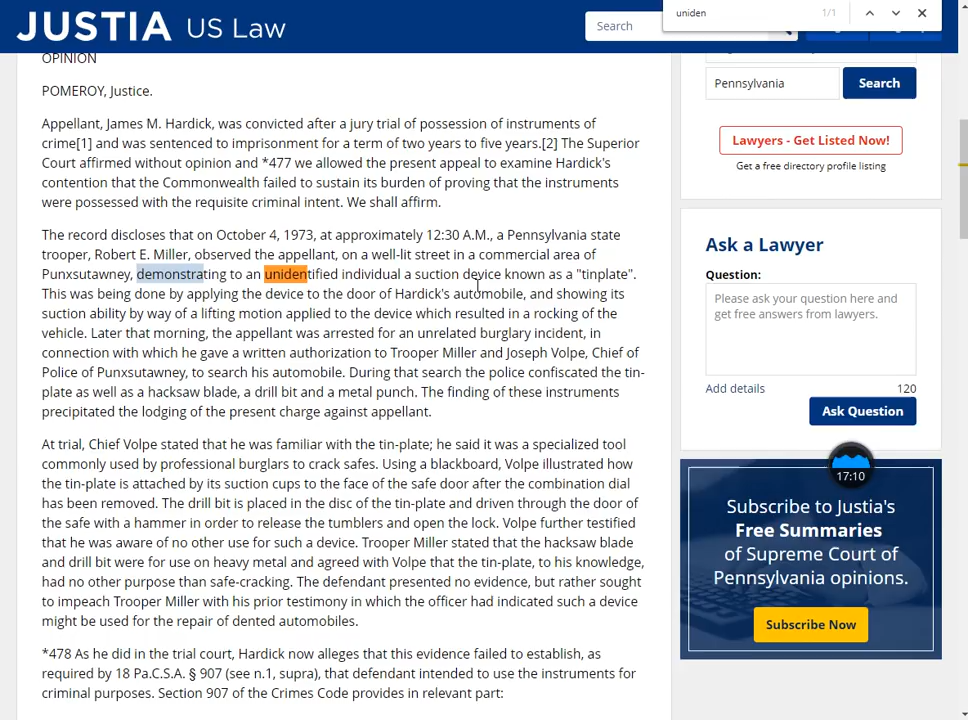 JUSTIA US Law
Search
uniden
1/1
OPINION
POMEROY, Justice.
Appellant, James M. Hardick, was convicted after a jury trial of possession of instruments of
crime[1] and was sentenced to imprisonment for a term of two years to five years.[2] The Superior
Court affirmed without opinion and *477 we allowed the present appeal to examine Hardick's
contention that the Commonwealth failed to sustain its burden of proving that the instruments
were possessed with the requisite criminal intent. We shall affirm.
The record discloses that on October 4, 1973, at approximately 12:30 A.M., a Pennsylvania state
trooper, Robert E. Miller, observed the appellant, on a well-lit street in a commercial area of
Punxsutawney, demonstrating to an unidentified individual a suction device known as a "tinplate".
This was being done by applying the device to the door of Hardick's automobile, and showing its
suction ability by way of a lifting motion applied to the device which resulted in a rocking of the
vehicle. Later that morning, the appellant was arrested for an unrelated burglary incident, in
connection with which he gave a written authorization to Trooper Miller and Joseph Volpe, Chief of
Police of Punxsutawney, to search his automobile. During that search the police confiscated the tin-
plate as well as a hacksaw blade, a drill bit and a metal punch. The finding of these instruments
precipitated the lodging of the present charge against appellant.
At trial, Chief Volpe stated that he was familiar with the tin-plate; he said it was a specialized tool
commonly used by professional burglars to crack safes. Using a blackboard, Volpe illustrated how
the tin-plate is attached by its suction cups to the face of the safe door after the combination dial
has been removed. The drill bit is placed in the disc of the tin-plate and driven through the door of
the safe with a hammer in order to release the tumblers and open the lock. Volpe further testified
that he was aware of no other use for such a device. Trooper Miller stated that the hacksaw blade
and drill bit were for use on heavy metal and agreed with Volpe that the tin-plate, to his knowledge,
had no other purpose than safe-cracking. The defendant presented no evidence, but rather sought
to impeach Trooper Miller with his prior testimony in which the officer had indicated such a device
might be used for the repair of dented automobiles.
*478 As he did in the trial court, Hardick now alleges that this evidence failed to establish, as
required by 18 Pa.C.S.A. § 907 (see n.1, supra), that defendant intended to use the instruments for
criminal purposes. Section 907 of the Crimes Code provides in relevant part:
Pennsylvania
Search
Lawyers - Get Listed Now!
Get a free directory profile listing
Ask a Lawyer
Question:
Please ask your question here and
get free answers from lawyers.
Add details
120
Ask Question
17:10
Subscribe to Justia's
Free Summaries
of Supreme Court of
Pennsylvania opinions.
Subscribe Now